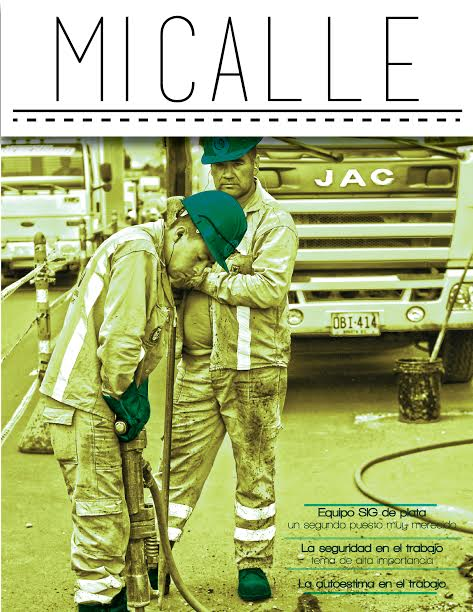 MICALLE
JAC
OBI-414
Equipo SIG de plata
un segundo puesto muy merecido
La seguridad en el trabajo
tema de alta importancia
La autoestima en el trabajo